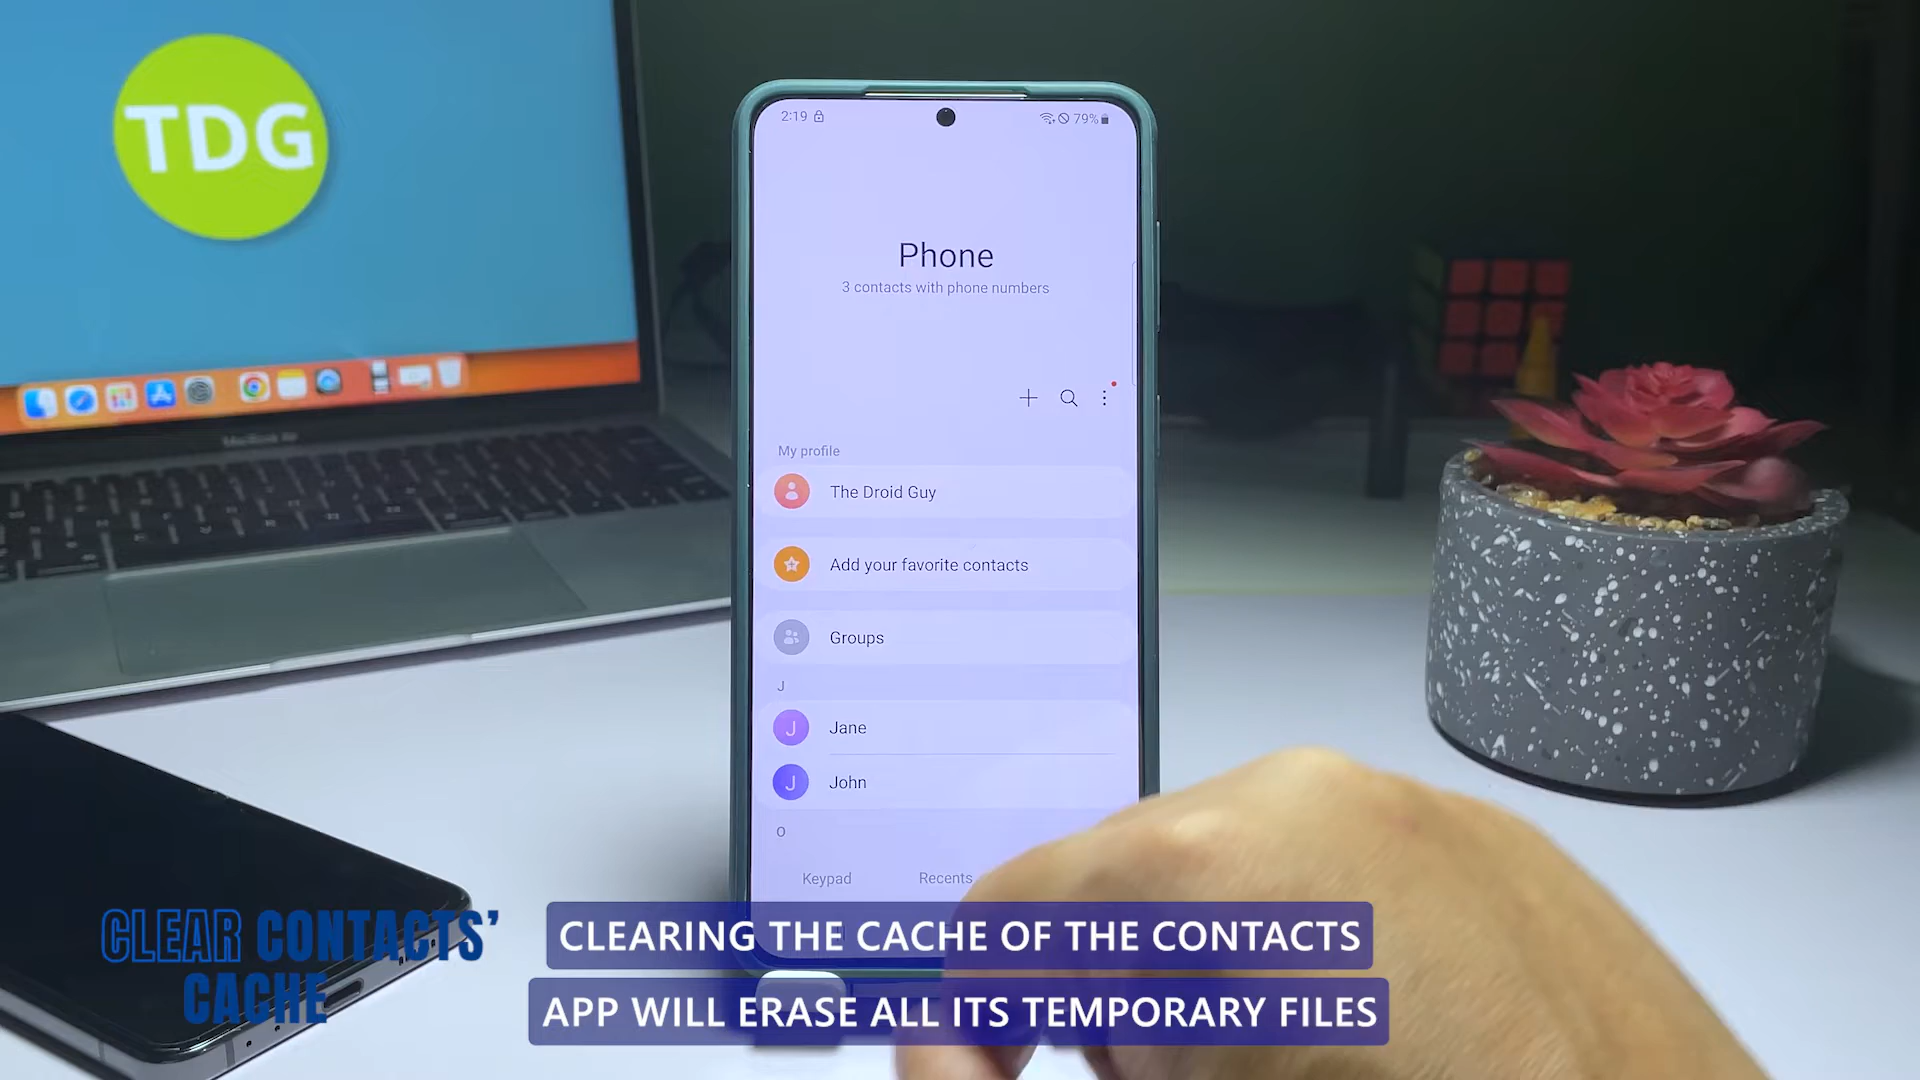 TDG
MacBook Air
2:19
79%
Phone
3 contacts with phone numbers
My profile
The Droid Guy
Add your favorite contacts
Groups
J
J Jane
J John
O
Keypad Recents
CLEAR CONTACTS’
CACHE
CLEARING THE CACHE OF THE CONTACTS
APP WILL ERASE ALL ITS TEMPORARY FILES